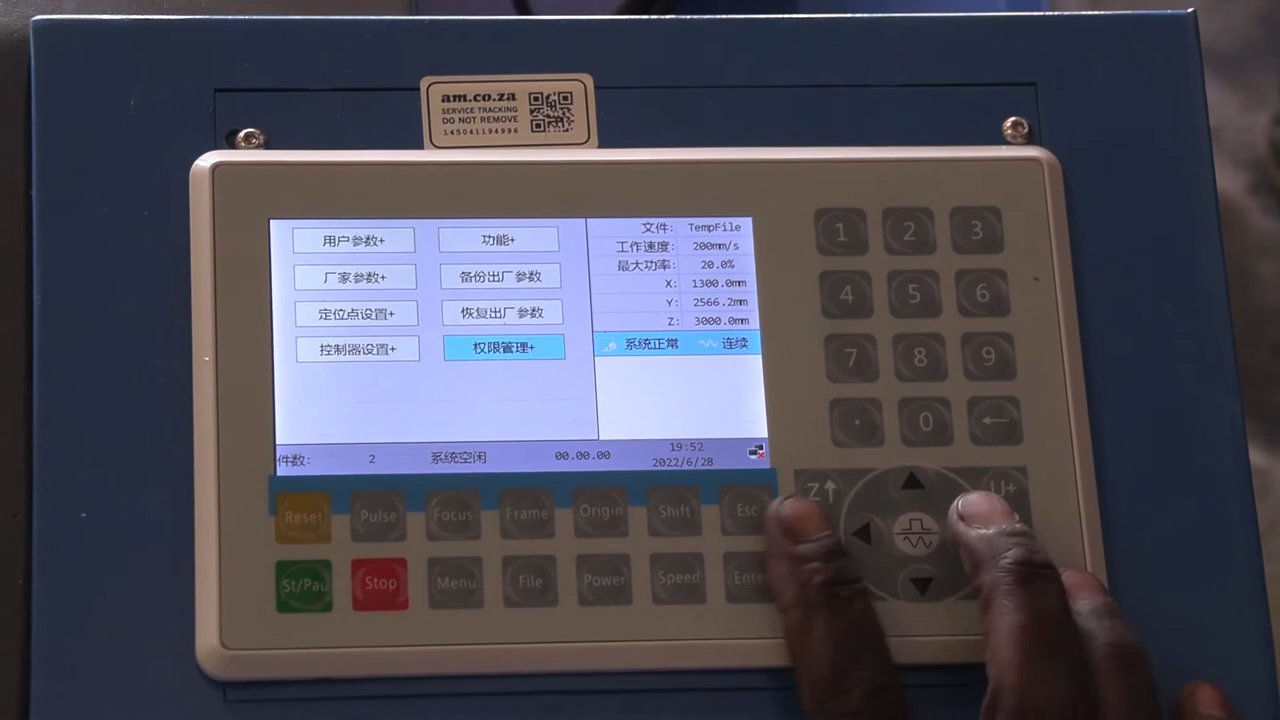 am.co.za
SERVICE TRACKING
DO NOT REMOVE
145041194996
用户参数+
功能+
厂家参数+
备份出厂参数
定位点设置+
恢复出厂参数
控制器设置+
权限管理+
文件: TempFile
工作速度: 200mm/s
最大功率: 20.0%
X: 1300.0mm
Y: 2566.2mm
Z: 3000.0mm
系统正常 连续
件数: 2 系统空闲 00.00.00 19:52
2022/6/28
1 2 3
4 5 6
7 8 9
. 0 ←
Z↑ U+
Reset Pulse Focus Frame Origin Shift Esc
St/Pau Stop Menu File Power Speed Ente